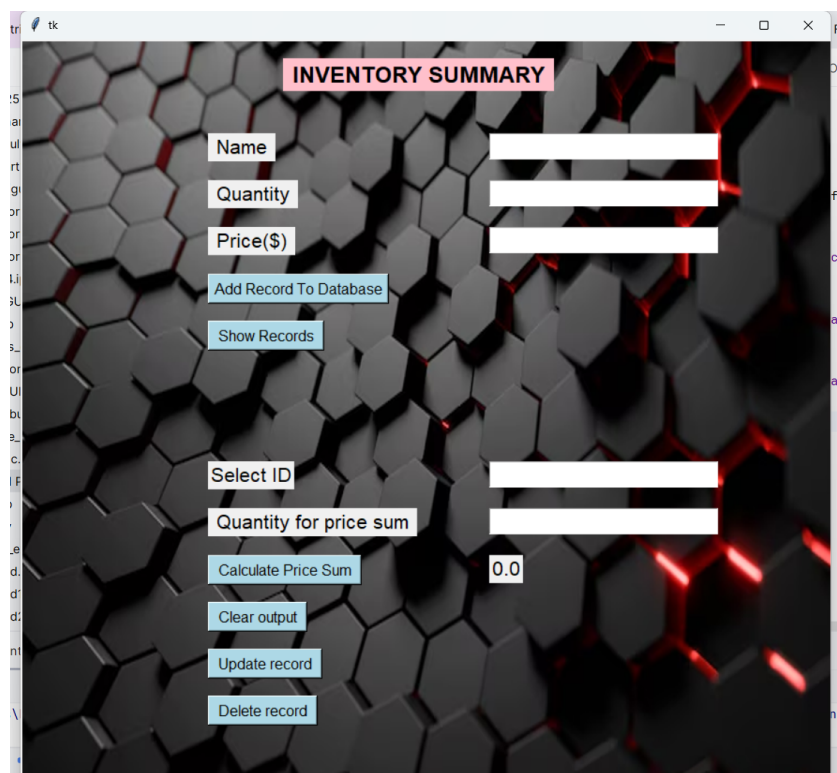 tk
INVENTORY SUMMARY
Name
Quantity
Price($)
Add Record To Database
Show Records
Select ID
Quantity for price sum
Calculate Price Sum
0.0
Clear output
Update record
Delete record